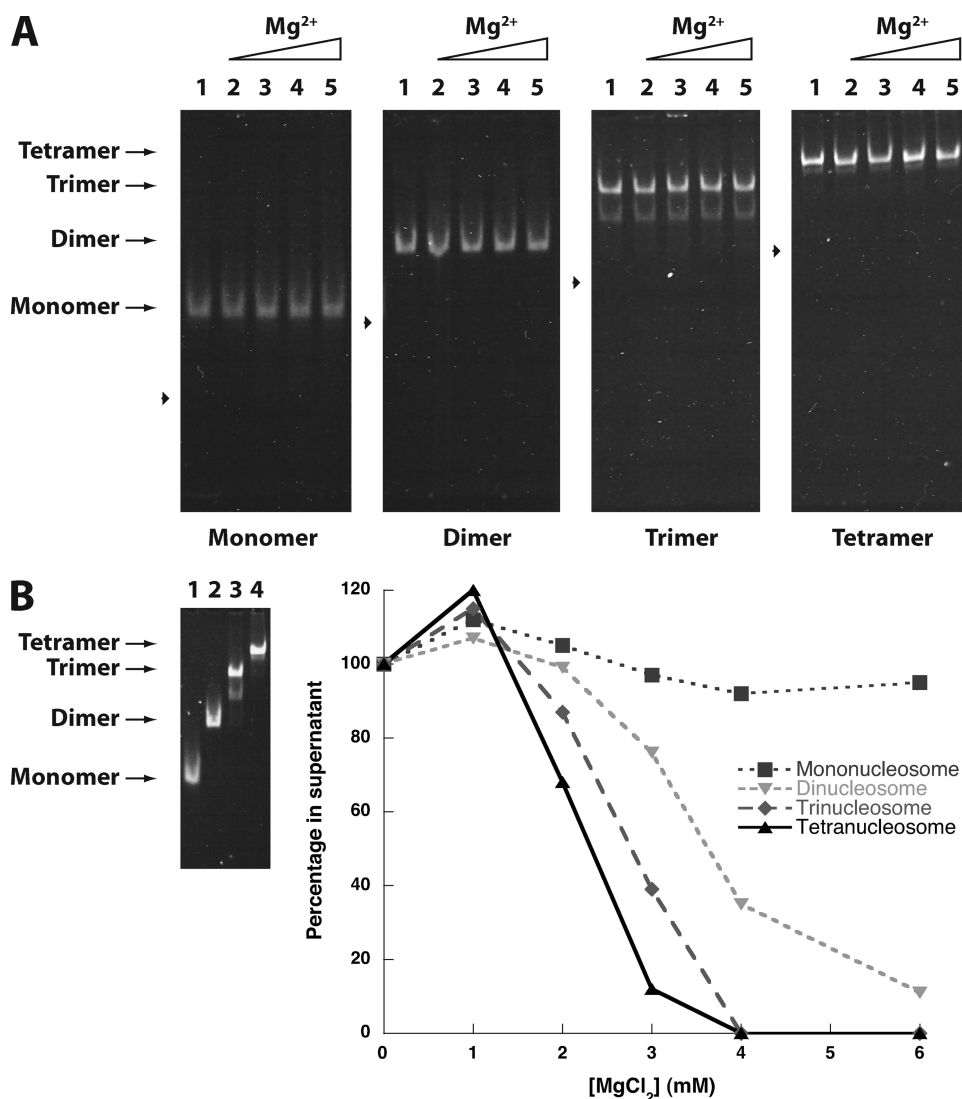 A
Mg2+ Mg2+ Mg2+ Mg2+
1 2 3 4 5 1 2 3 4 5 1 2 3 4 5 1 2 3 4 5
Tetramer
Trimer
Dimer
Monomer
Monomer Dimer Trimer Tetramer
B
1 2 3 4
Tetramer
Trimer
Dimer
Monomer
Percentage in supernatant
120
100
80
60
40
20
0
Mononucleosome
Dinucleosome
Trinucleosome
Tetranucleosome
0 1 2 3 4 5 6
[MgCl2] (mM)